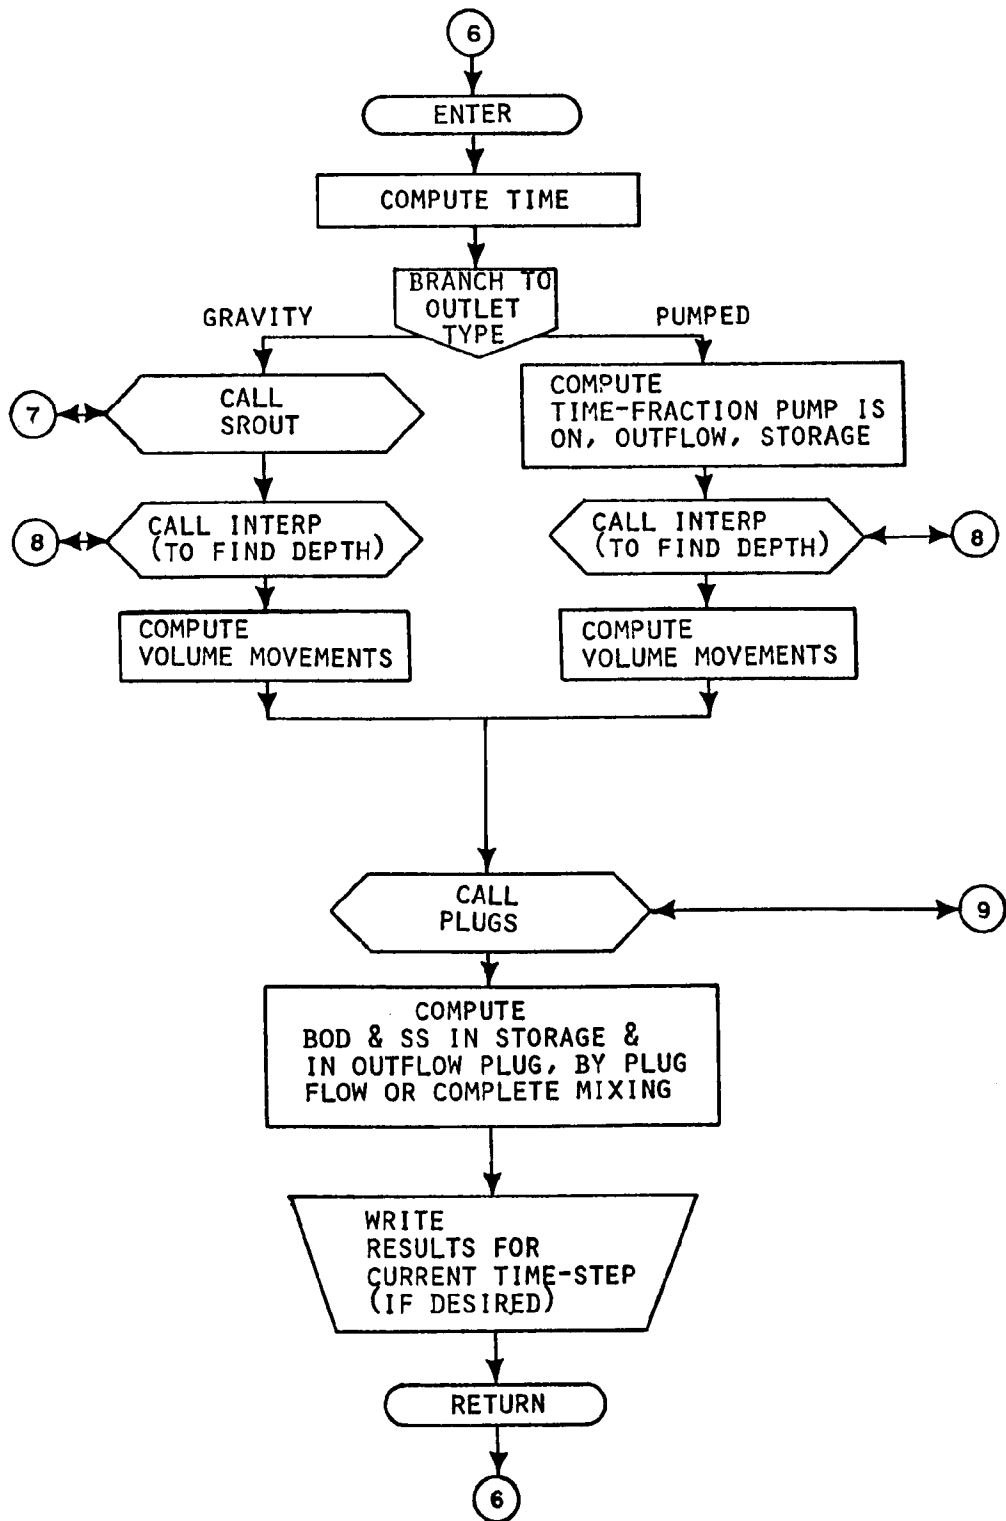 6
ENTER
COMPUTE TIME
BRANCH TO
OUTLET
TYPE
GRAVITY
PUMPED
7
CALL
SROUT
COMPUTE
TIME-FRACTION PUMP IS
ON, OUTFLOW, STORAGE
8
CALL INTERP
(TO FIND DEPTH)
CALL INTERP
(TO FIND DEPTH)
8
COMPUTE
VOLUME MOVEMENTS
COMPUTE
VOLUME MOVEMENTS
CALL
PLUGS
9
COMPUTE
BOD & SS IN STORAGE &
IN OUTFLOW PLUG, BY PLUG
FLOW OR COMPLETE MIXING
WRITE
RESULTS FOR
CURRENT TIME-STEP
(IF DESIRED)
RETURN
6